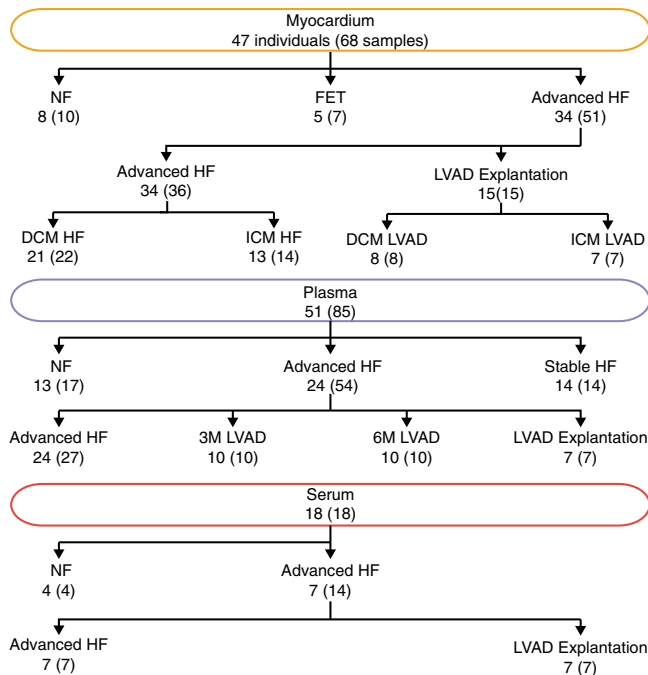 Myocardium
47 individuals (68 samples)
NF
8 (10)
FET
5 (7)
Advanced HF
34 (51)
Advanced HF
34 (36)
LVAD Explantation
15(15)
DCM HF
21 (22)
ICM HF
13 (14)
DCM LVAD
8 (8)
ICM LVAD
7 (7)
Plasma
51 (85)
NF
13 (17)
Advanced HF
24 (54)
Stable HF
14 (14)
Advanced HF
24 (27)
3M LVAD
10 (10)
6M LVAD
10 (10)
LVAD Explantation
7 (7)
Serum
18 (18)
NF
4 (4)
Advanced HF
7 (14)
Advanced HF
7 (7)
LVAD Explantation
7 (7)